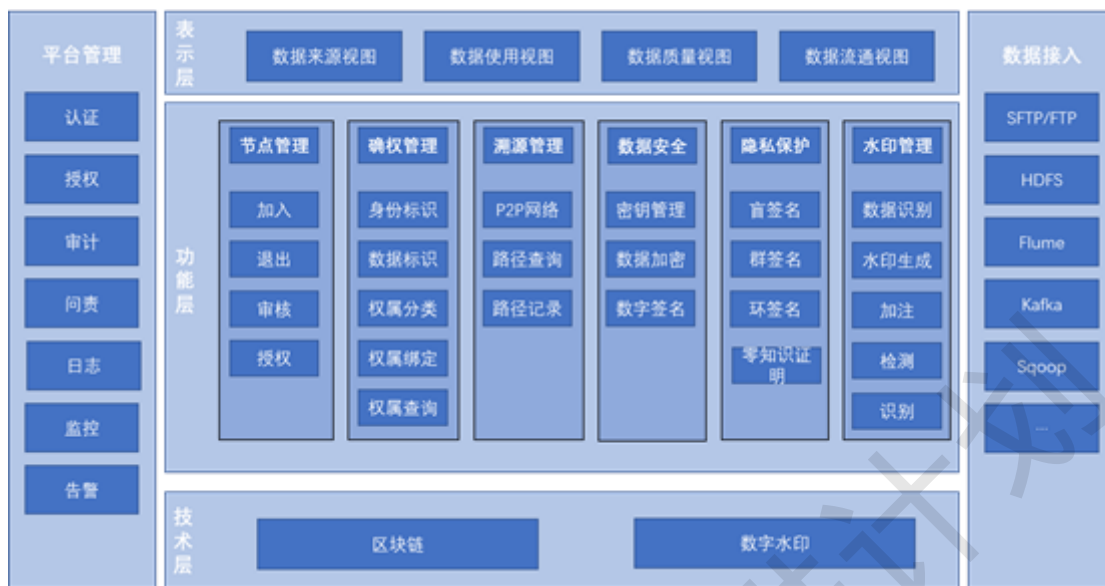 平台管理
认证
授权
审计
问责
日志
监控
告警
表示层
数据来源视图
数据使用视图
数据质量视图
数据流通视图
功能层
节点管理
加入
退出
审核
授权
确权管理
身份标识
数据标识
权属分类
权属绑定
权属查询
溯源管理
P2P网络
路径查询
路径记录
数据安全
密钥管理
数据加密
数字签名
隐私保护
盲签名
群签名
环签名
零知识证
明
水印管理
数据识别
水印生成
加注
检测
识别
技术层
区块链
数字水印
数据接入
SFTP/FTP
HDFS
Flume
Kafka
Sqoop
...
计划